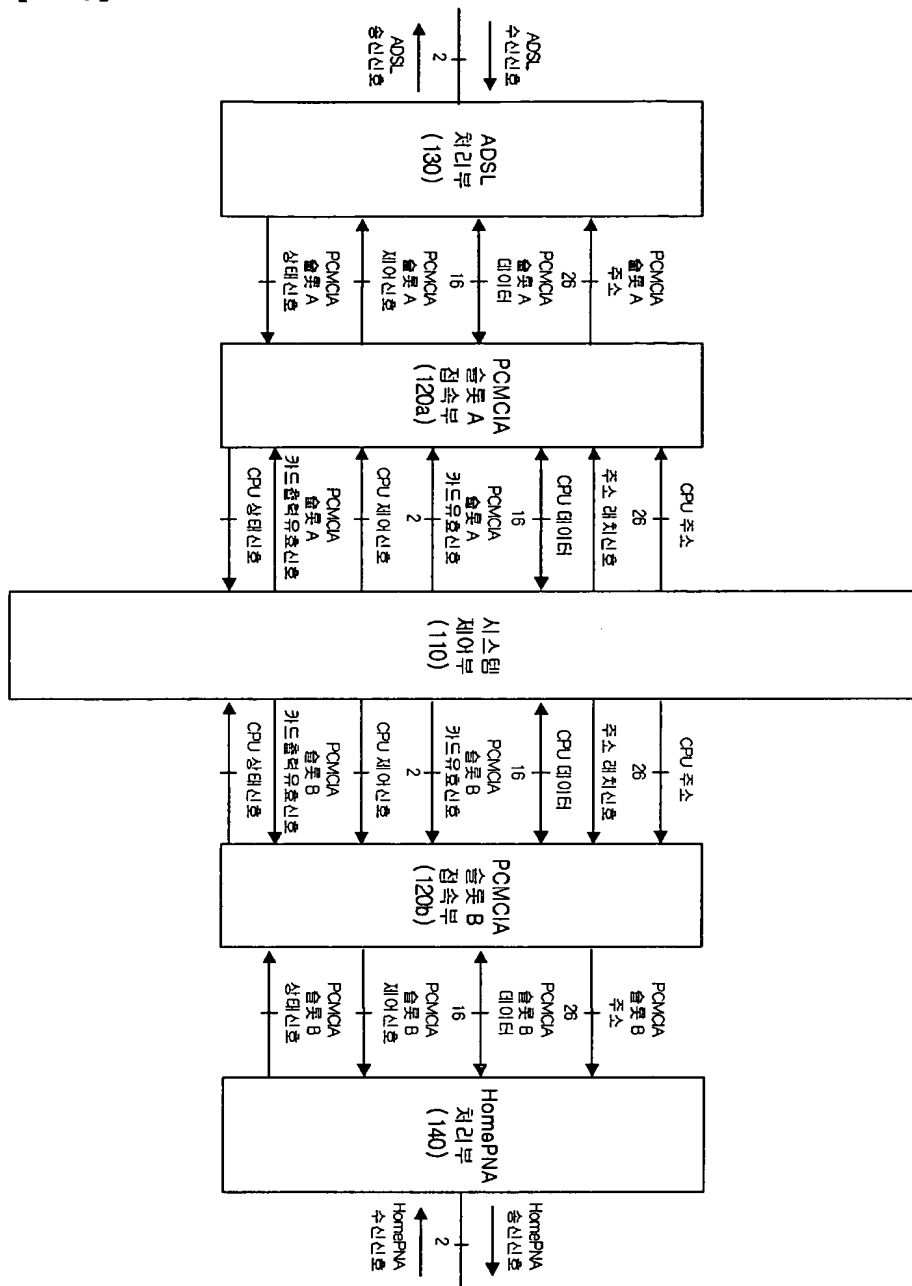 ADSL
수신신호
2
ADSL
송신신호
ADSL
처리부
(130)
PCMCIA
슬롯 A
주소
26
PCMCIA
슬롯 A
데이터
16
PCMCIA
슬롯 A
제어신호
PCMCIA
슬롯 A
상태신호
PCMCIA
슬롯 A
접속부
(120a)
CPU 주소
26
주소 래치신호
CPU 데이터
16
PCMCIA
슬롯 A
카드유효신호
2
CPU 제어신호
PCMCIA
슬롯 A
카드출력유효신호
CPU 상태신호
시스템
제어부
(110)
CPU 주소
26
주소 래치신호
CPU 데이터
16
PCMCIA
슬롯 B
카드유효신호
2
CPU 제어신호
PCMCIA
슬롯 B
카드출력유효신호
CPU 상태신호
PCMCIA
슬롯 B
접속부
(120b)
PCMCIA
슬롯 B
주소
26
PCMCIA
슬롯 B
데이터
16
PCMCIA
슬롯 B
제어신호
PCMCIA
슬롯 B
상태신호
HomePNA
처리부
(140)
HomePNA
송신신호
2
HomePNA
수신신호